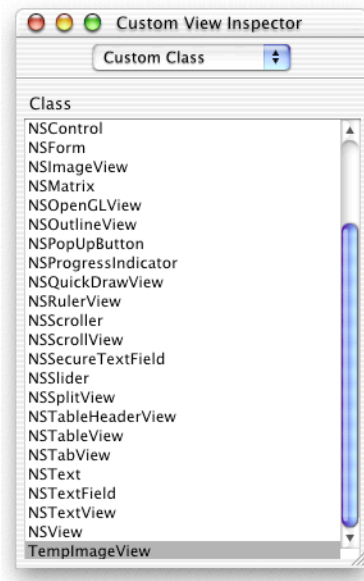 Custom View Inspector
Custom Class
Class
NSControl
NSForm
NSImageView
NSMatrix
NSOpenGLView
NSOutlineView
NSPopUpButton
NSProgressIndicator
NSQuickDrawView
NSRulerView
NSScroller
NSScrollView
NSSecureTextField
NSSlider
NSSplitView
NSTableHeaderView
NSTableView
NSTabView
NSText
NSTextField
NSTextView
NSView
TempImageView